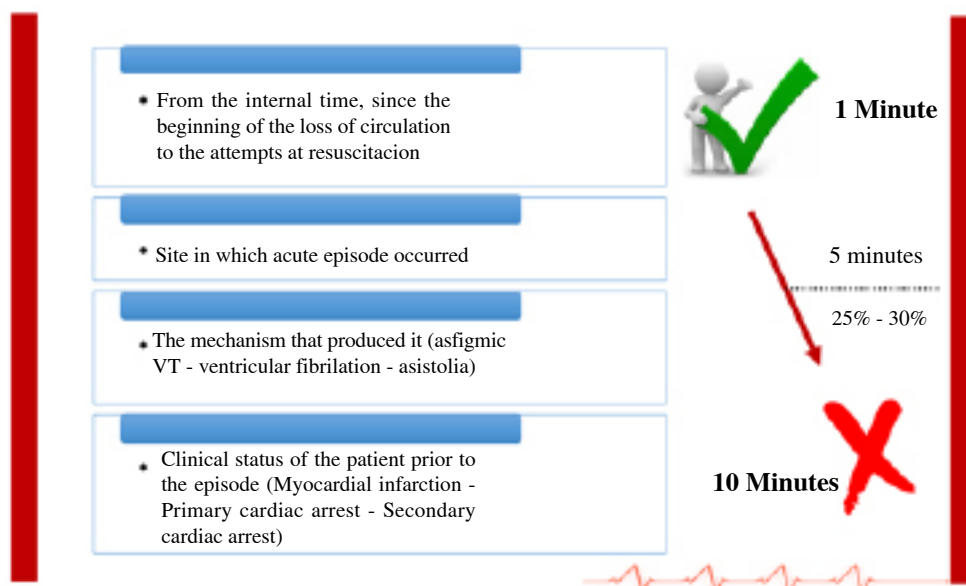 From the internal time, since the
beginning of the loss of circulation
to the attempts at resuscitacion
Site in which acute episode occurred
The mechanism that produced it (asfigmic
VT - ventricular fibrilation - asistolia)
Clinical status of the patient prior to
the episode (Myocardial infarction -
Primary cardiac arrest - Secondary
cardiac arrest)
1 Minute
5 minutes
25% - 30%
10 Minutes